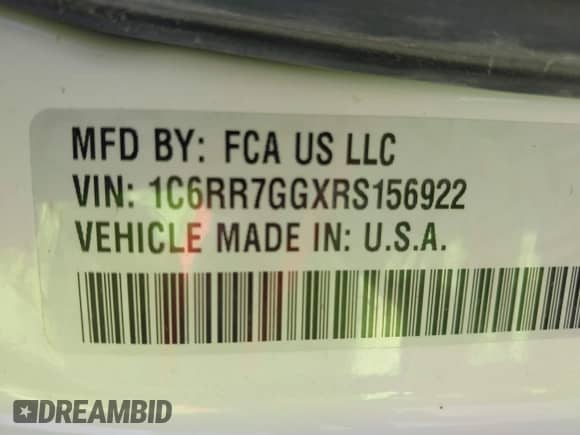 MFD BY: FCA US LLC
VIN: 1C6RR7GGXRS156922
VEHICLE MADE IN: U.S.A.
DREAMBID